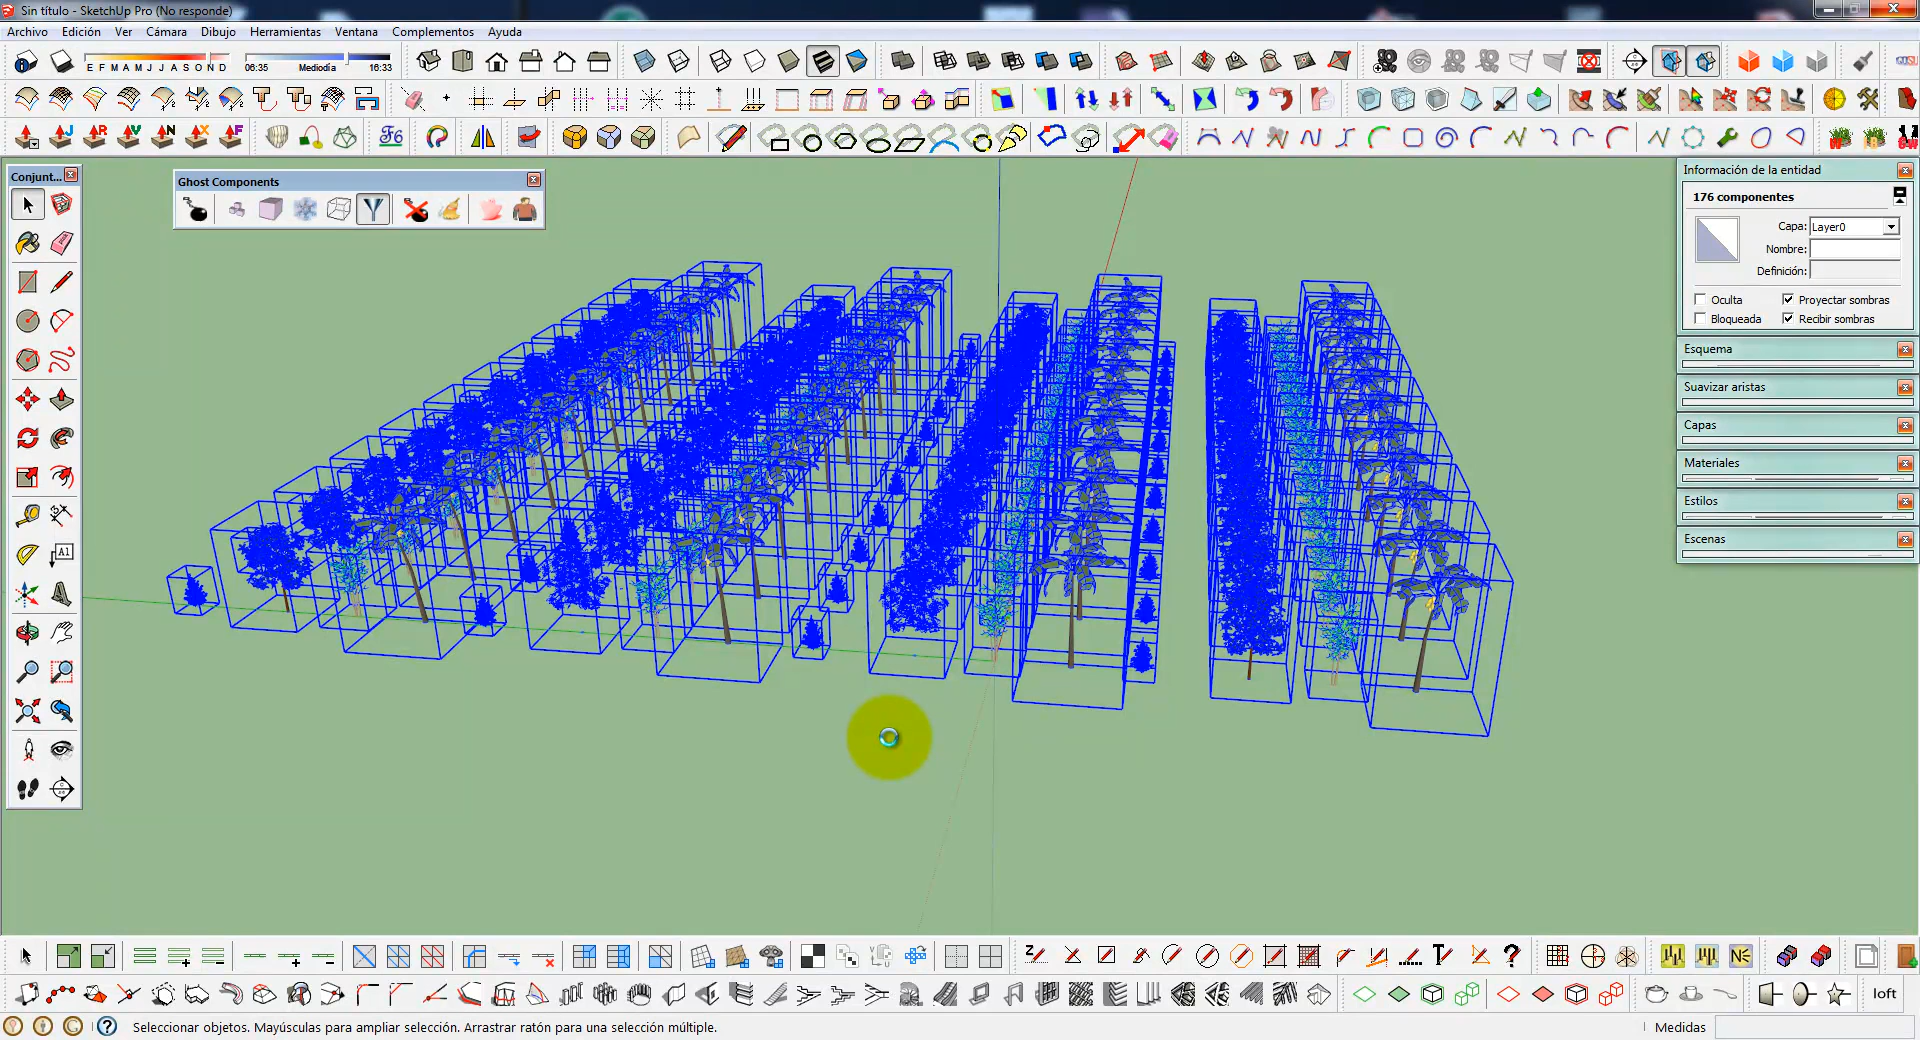 Sin título - SketchUp Pro (No responde)
Archivo Edición Ver Cámara Dibujo Herramientas Ventana Complementos Ayuda
E F M A M J J A S O N D
06:35 Mediodía 16:33
J R V N X F
F6
Conjunt...
Ghost Components
A1
Información de la entidad
176 componentes
Capa: Layer0
Nombre:
Definición:
Oculta Proyectar sombras
Bloqueada Recibir sombras
Esquema
Suavizar aristas
Capas
Materiales
Estilos
Escenas
loft
Seleccionar objetos. Mayúsculas para ampliar selección. Arrastrar ratón para una selección múltiple.
Medidas